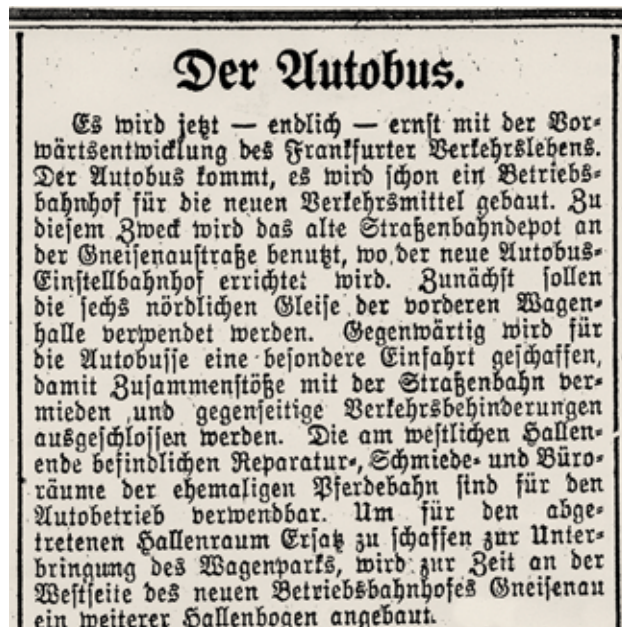 Der Autobus.
Es wird jetzt — endlich — ernst mit der Vor-
wärtsentwicklung des Frankfurter Verkehrslebens.
Der Autobus kommt, es wird schon ein Betriebs-
bahnhof für die neuen Verkehrsmittel gebaut. Zu
diesem Zweck wird das alte Straßenbahndepot an
der Gneisenaustraße benutzt, wo der neue Autobus-
Einstellbahnhof errichtet wird. Zunächst sollen
die sechs nördlichen Gleise der vorderen Wagen-
halle verwendet werden. Gegenwärtig wird für
die Autobusse eine besondere Einfahrt geschaffen,
damit Zusammenstöße mit der Straßenbahn ver-
mieden und gegenseitige Verkehrsbehinderungen
ausgeschlossen werden. Die am westlichen Hallen-
ende befindlichen Reparatur-, Schmiede- und Büro-
räume der ehemaligen Pferdebahn sind für den
Autobetrieb verwendbar. Um für den abge-
tretenen Hallenraum Ersatz zu schaffen zur Unter-
bringung des Wagenparks, wird zur Zeit an der
Westseite des neuen Betriebsbahnhofes Gneisenau
ein weiterer Hallenbogen angebaut.